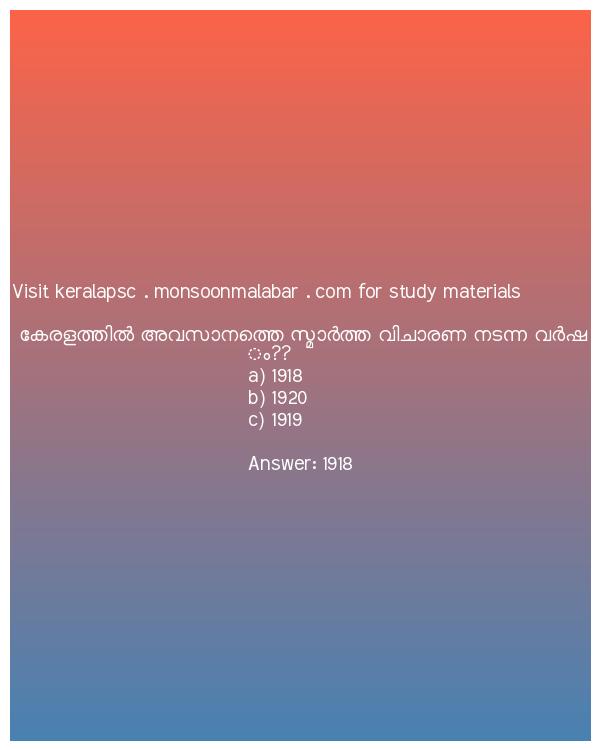 Visit keralapsc . monsoonmalabar . com for study materials
കേരളത്തിൽ അവസാനത്തെ സ്മാർത്ത വിചാരണ നടന്ന വർഷ
ം??
a) 1918
b) 1920
c) 1919
Answer: 1918